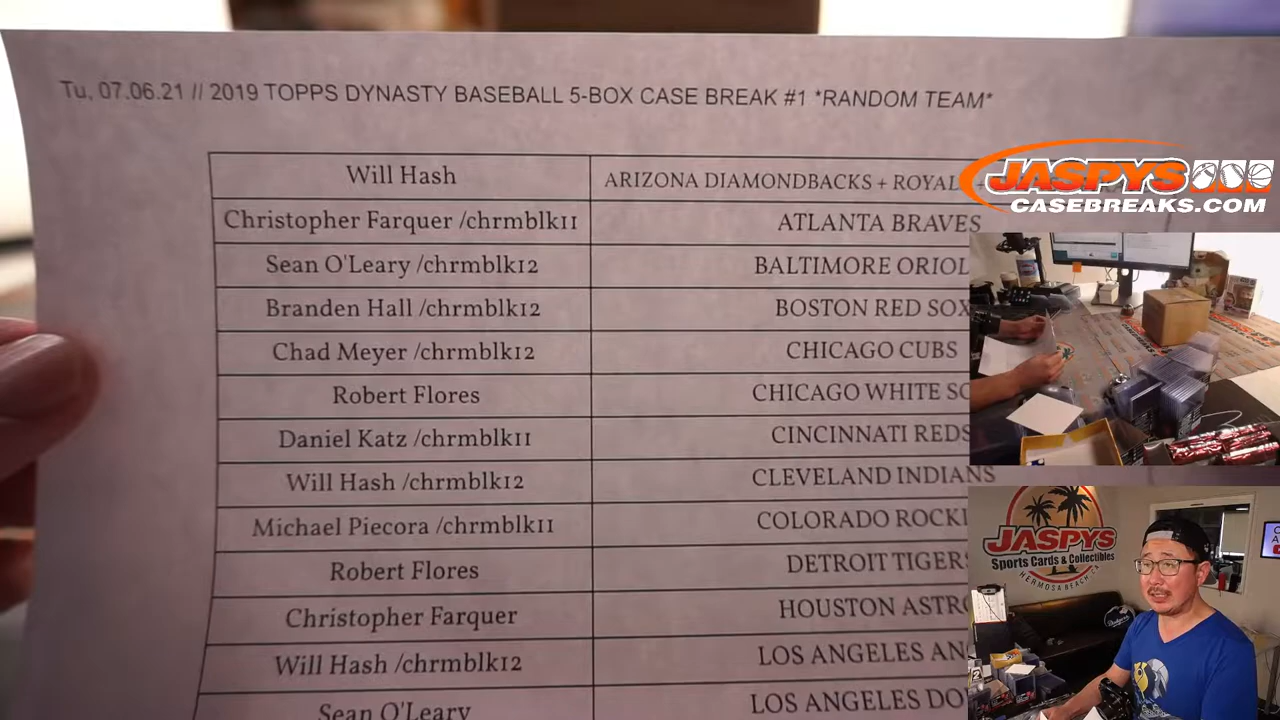 Tu, 07.06.21 // 2019 TOPPS DYNASTY BASEBALL 5-BOX CASE BREAK #1 *RANDOM TEAM*
Will Hash ARIZONA DIAMONDBACKS + ROYAL
Christopher Farquer /chrmblk11 ATLANTA BRAVES
Sean O'Leary /chrmblk12 BALTIMORE ORIOL
Branden Hall /chrmblk12 BOSTON RED SOX
Chad Meyer /chrmblk12 CHICAGO CUBS
Robert Flores CHICAGO WHITE SO
Daniel Katz /chrmblk11 CINCINNATI REDS
Will Hash /chrmblk12 CLEVELAND INDIANS
Michael Piecora /chrmblk11 COLORADO ROCKI
Robert Flores DETROIT TIGERS
Christopher Farquer HOUSTON ASTRO
Will Hash /chrmblk12 LOS ANGELES AN
Sean O'Leary LOS ANGELES DO
JASPYS
CASEBREAKS.COM
JASPYS
Sports Cards & Collectibles
HERMOSA BEACH, CA
Dodgers